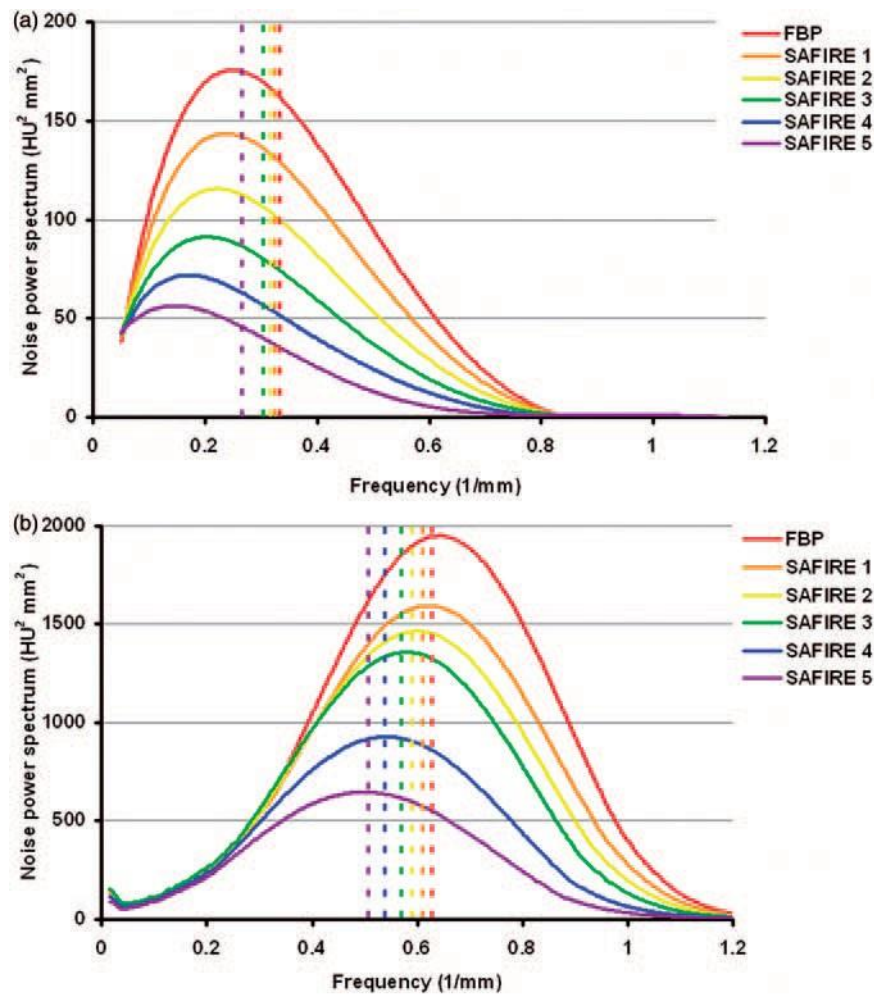 (a)
Noise power spectrum (HU² mm²)
200
150
100
50
0
0 0.2 0.4 0.6 0.8 1 1.2
Frequency (1/mm)
FBP
SAFIRE 1
SAFIRE 2
SAFIRE 3
SAFIRE 4
SAFIRE 5
(b)
Noise power spectrum (HU² mm²)
2000
1500
1000
500
0
0 0.2 0.4 0.6 0.8 1 1.2
Frequency (1/mm)
FBP
SAFIRE 1
SAFIRE 2
SAFIRE 3
SAFIRE 4
SAFIRE 5